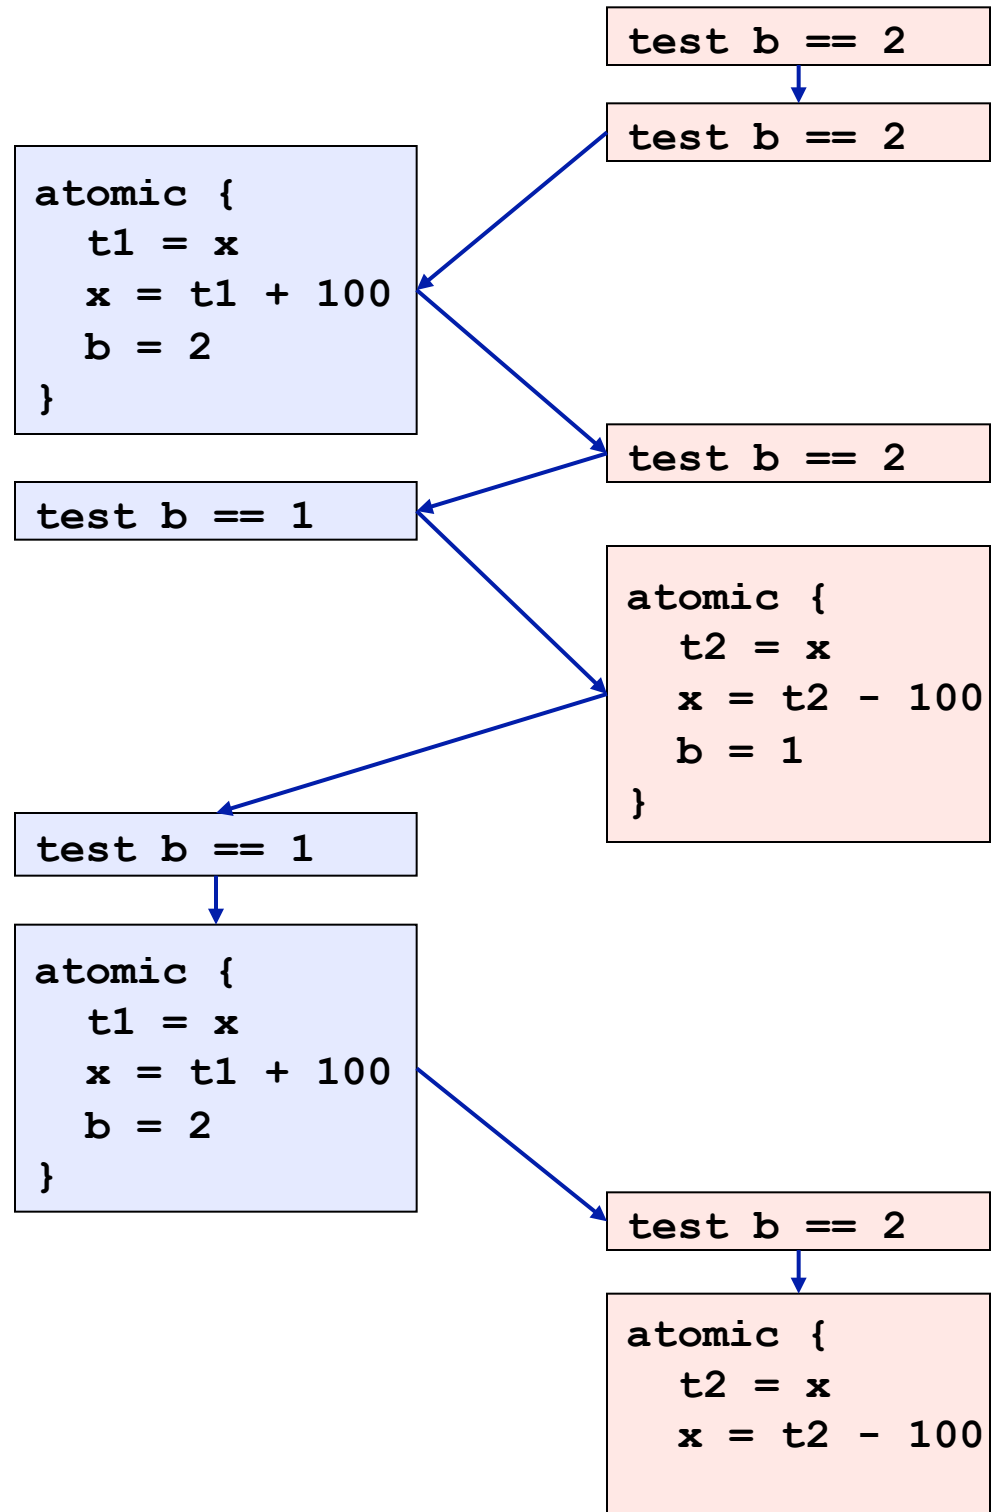 test b == 2
test b == 2
atomic {
t1 = x
x = t1 + 100
b = 2
}
test b == 2
test b == 1
atomic {
t2 = x
x = t2 - 100
b = 1
}
test b == 1
atomic {
t1 = x
x = t1 + 100
b = 2
}
test b == 2
atomic {
t2 = x
x = t2 - 100